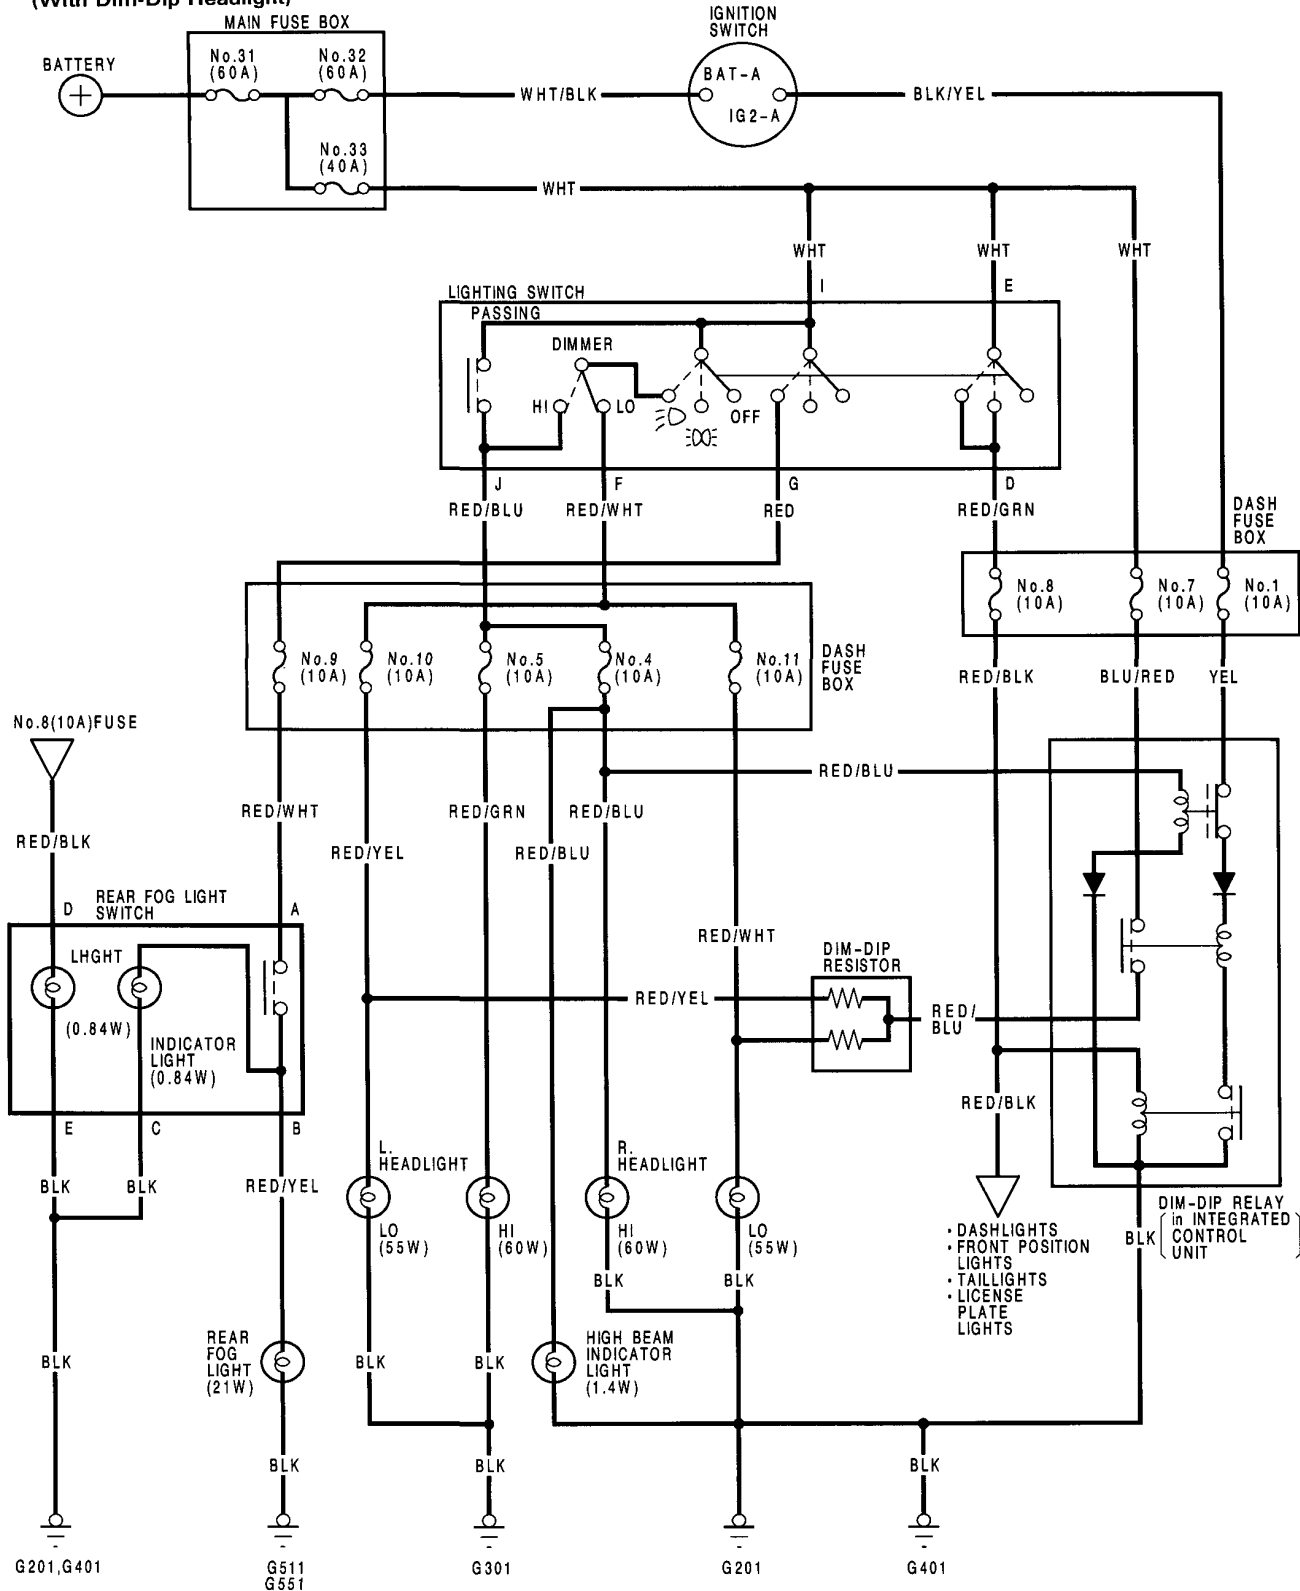 (With Dim-Dip Headlight)
MAIN FUSE BOX
IGNITION
SWITCH
BATTERY
No.31
(60A)
No.32
(60A)
WHT/BLK
BAT-A
IG2-A
BLK/YEL
No.33
(40A)
WHT
WHT
WHT
WHT
I
E
LIGHTING SWITCH
PASSING
DIMMER
HI
LO
OFF
J
F
G
D
RED/BLU
RED/WHT
RED
RED/GRN
DASH
FUSE
BOX
No.8
(10A)
No.7
(10A)
No.1
(10A)
No.9
(10A)
No.10
(10A)
No.5
(10A)
No.4
(10A)
No.11
(10A)
DASH
FUSE
BOX
RED/BLK
BLU/RED
YEL
No.8(10A)FUSE
RED/BLU
RED/WHT
RED/GRN
RED/BLU
RED/BLK
RED/YEL
RED/BLU
REAR FOG LIGHT
SWITCH
D
A
RED/WHT
LHGHT
(0.84W)
INDICATOR
LIGHT
(0.84W)
DIM-DIP
RESISTOR
RED/YEL
RED/
BLU
RED/BLK
E
C
B
L.
HEADLIGHT
R.
HEADLIGHT
BLK
BLK
RED/YEL
LO
(55W)
HI
(60W)
HI
(60W)
LO
(55W)
BLK
BLK
BLK
DIM-DIP RELAY
in INTEGRATED
CONTROL
UNIT
· DASHLIGHTS
· FRONT POSITION
LIGHTS
· TAILLIGHTS
· LICENSE
PLATE
LIGHTS
REAR
FOG
LIGHT
(21W)
HIGH BEAM
INDICATOR
LIGHT
(1.4W)
BLK
BLK
BLK
BLK
BLK
BLK
G201,G401
G511
G551
G301
G201
G401